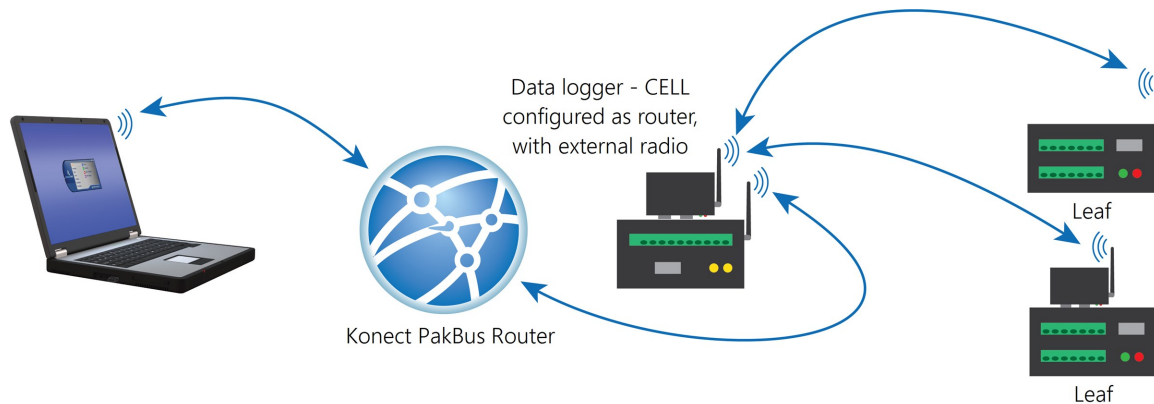 Data logger - CELL
configured as router,
with external radio
Konect PakBus Router
Leaf
Leaf